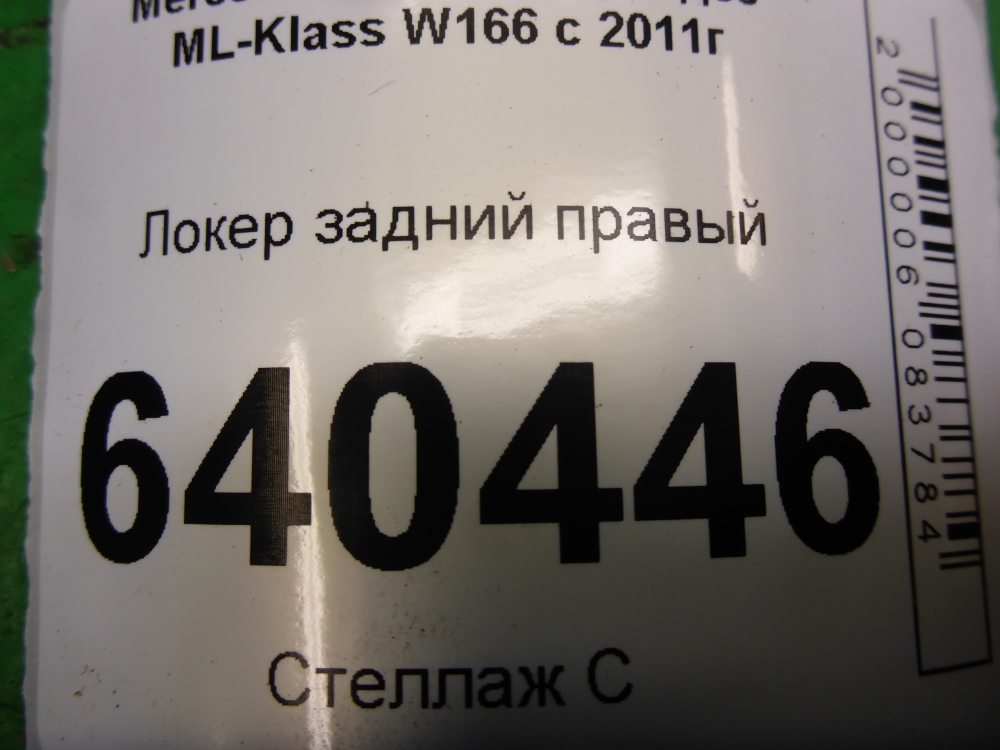 ML-Klass W166 с 2011г
Локер задний правый
640446
Стеллаж С
2000006083784